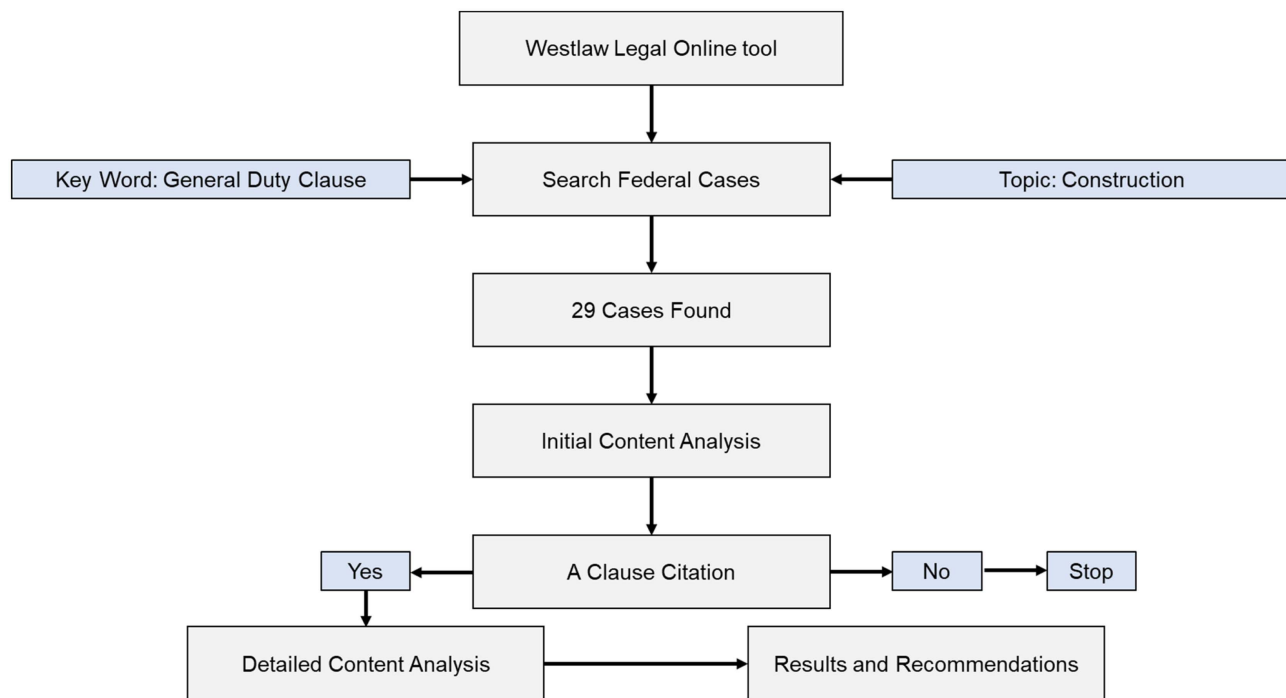 Westlaw Legal Online tool
Key Word: General Duty Clause
Search Federal Cases
Topic: Construction
29 Cases Found
Initial Content Analysis
Yes
A Clause Citation
No
Stop
Detailed Content Analysis
Results and Recommendations